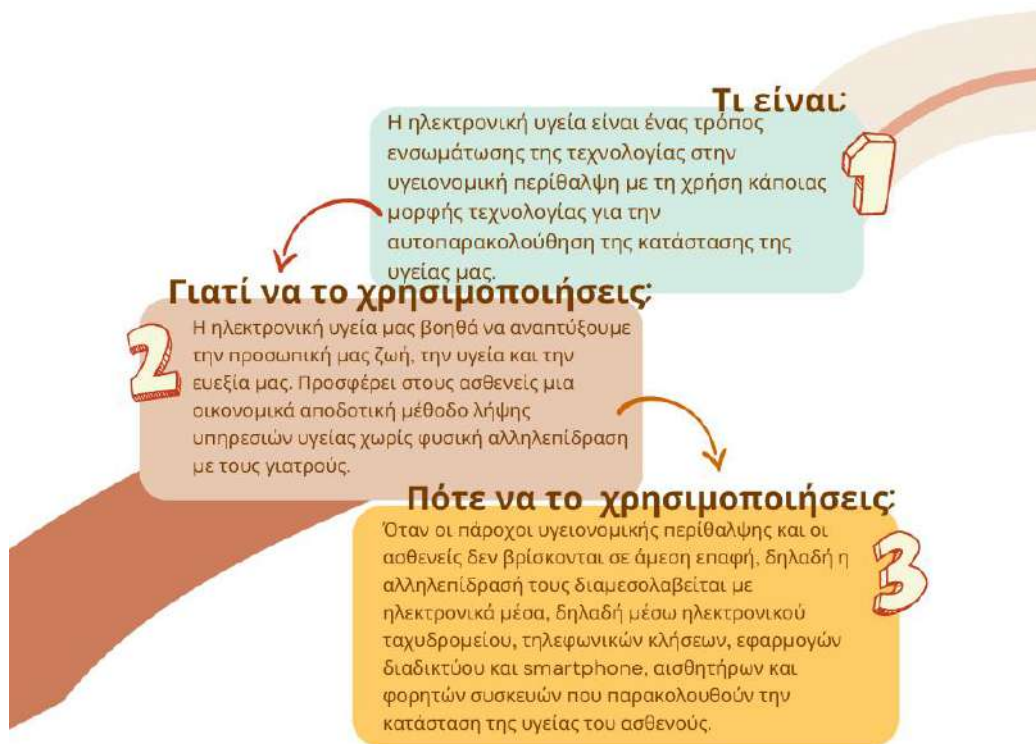 Τι είναι;
1
Η ηλεκτρονική υγεία είναι ένας τρόπος
ενσωμάτωσης της τεχνολογίας στην
υγειονομική περίθαλψη με τη χρήση κάποιας
μορφής τεχνολογίας για την
αυτοπαρακολούθηση της κατάστασης της
υγείας μας.
Γιατί να το χρησιμοποιήσεις;
2
Η ηλεκτρονική υγεία μας βοηθά να αναπτύξουμε
την προσωπική μας ζωή, την υγεία και την
ευεξία μας. Προσφέρει στους ασθενείς μια
οικονομικά αποδοτική μέθοδο λήψης
υπηρεσιών υγείας χωρίς φυσική αλληλεπίδραση
με τους γιατρούς.
Πότε να το χρησιμοποιήσεις;
3
Όταν οι πάροχοι υγειονομικής περίθαλψης και οι
ασθενείς δεν βρίσκονται σε άμεση επαφή, δηλαδή η
αλληλεπίδρασή τους διαμεσολαβείται με
ηλεκτρονικά μέσα, δηλαδή μέσω ηλεκτρονικού
ταχυδρομείου, τηλεφωνικών κλήσεων, εφαρμογών
διαδικτύου και smartphone, αισθητήρων και
φορητών συσκευών που παρακολουθούν την
κατάσταση της υγείας του ασθενούς.